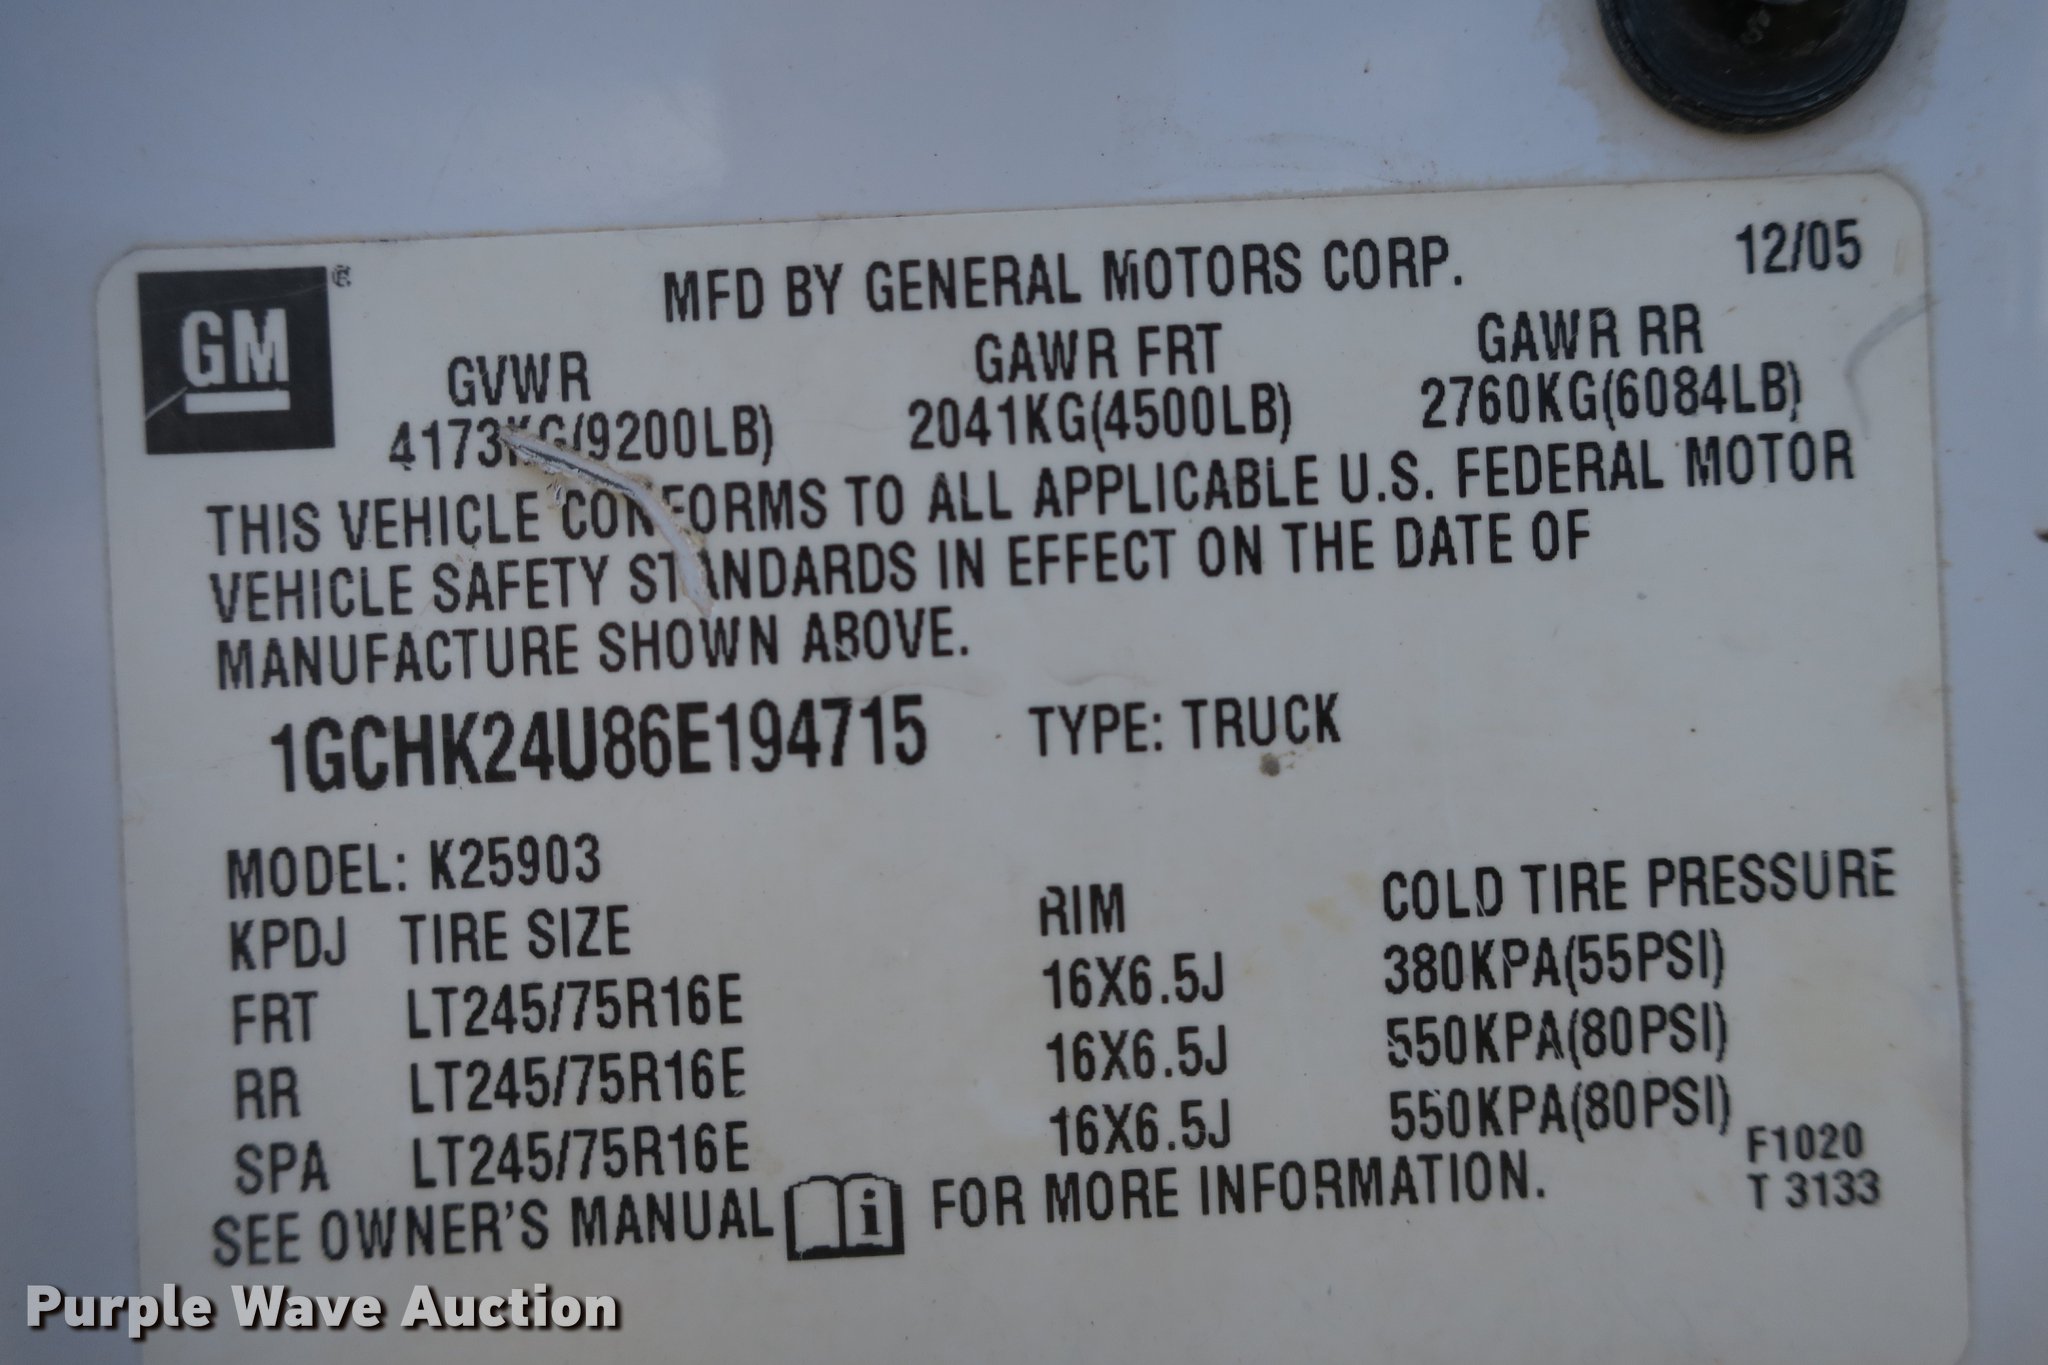 MFD BY GENERAL MOTORS CORP. 12/05
GM
GVWR GAWR FRT GAWR RR
4173KG(9200LB) 2041KG(4500LB) 2760KG(6084LB)
THIS VEHICLE CONFORMS TO ALL APPLICABLE U.S. FEDERAL MOTOR
VEHICLE SAFETY STANDARDS IN EFFECT ON THE DATE OF
MANUFACTURE SHOWN ABOVE.
1GCHK24U86E194715 TYPE: TRUCK
MODEL: K25903
KPDJ TIRE SIZE RIM COLD TIRE PRESSURE
FRT LT245/75R16E 16X6.5J 380KPA(55PSI)
RR LT245/75R16E 16X6.5J 550KPA(80PSI)
SPA LT245/75R16E 16X6.5J 550KPA(80PSI)
SEE OWNER'S MANUAL i FOR MORE INFORMATION.
F1020
T 3133
Purple Wave Auction